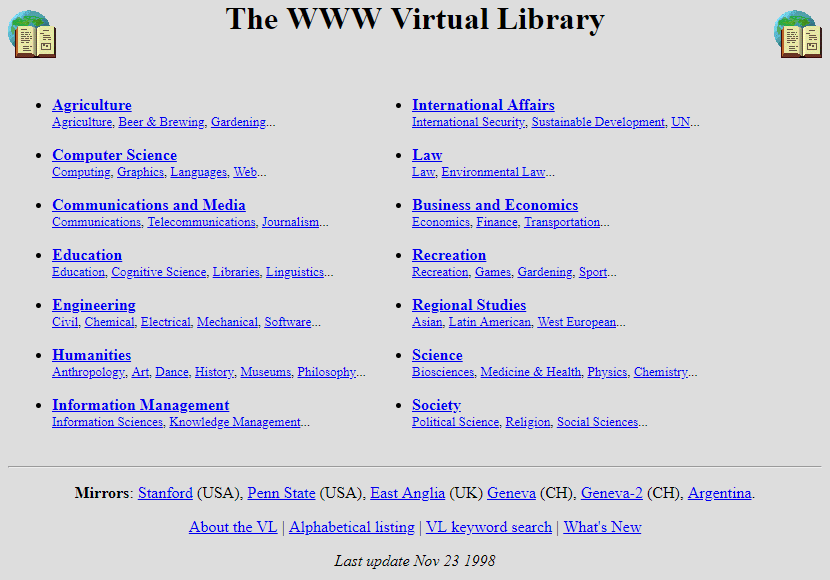 The WWW Virtual Library
Agriculture
Agriculture, Beer & Brewing, Gardening...
Computer Science
Computing, Graphics, Languages, Web...
Communications and Media
Communications, Telecommunications, Journalism...
Education
Education, Cognitive Science, Libraries, Linguistics...
Engineering
Civil, Chemical, Electrical, Mechanical, Software...
Humanities
Anthropology, Art, Dance, History, Museums, Philosophy...
Information Management
Information Sciences, Knowledge Management...
International Affairs
International Security, Sustainable Development, UN...
Law
Law, Environmental Law...
Business and Economics
Economics, Finance, Transportation...
Recreation
Recreation, Games, Gardening, Sport...
Regional Studies
Asian, Latin American, West European...
Science
Biosciences, Medicine & Health, Physics, Chemistry...
Society
Political Science, Religion, Social Sciences...
Mirrors: Stanford (USA), Penn State (USA), East Anglia (UK) Geneva (CH), Geneva-2 (CH), Argentina.
About the VL | Alphabetical listing | VL keyword search | What's New
Last update Nov 23 1998